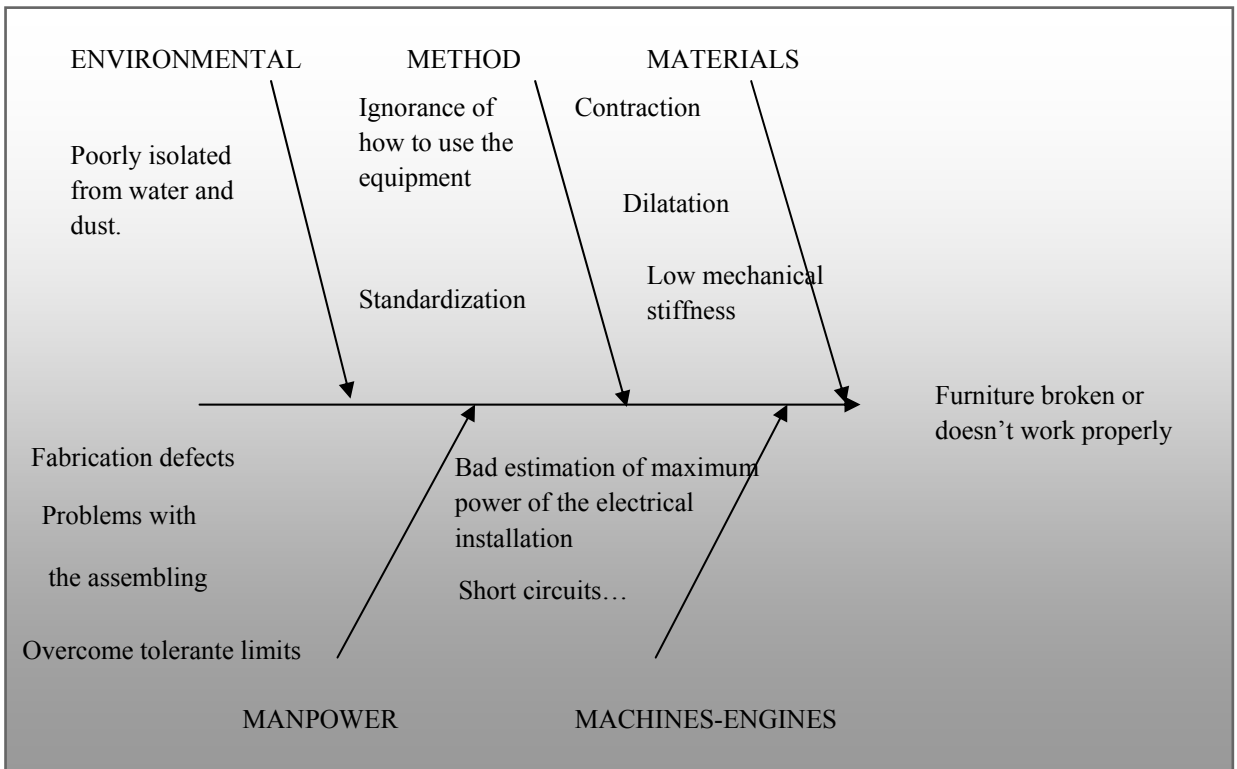 ENVIRONMENTAL
METHOD
MATERIALS
Poorly isolated
from water and
dust.
Ignorance of
how to use the
equipment
Standardization
Contraction
Dilatation
Low mechanical
stiffness
Furniture broken or
doesn’t work properly
Fabrication defects
Problems with
the assembling
Overcome tolerante limits
Bad estimation of maximum
power of the electrical
installation
Short circuits…
MANPOWER
MACHINES-ENGINES